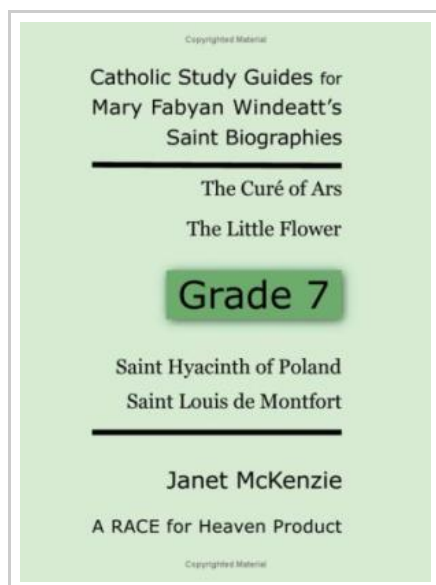 Copyrighted Material
Catholic Study Guides for
Mary Fabyan Windeatt's
Saint Biographies
The Curé of Ars
The Little Flower
Grade 7
Saint Hyacinth of Poland
Saint Louis de Montfort
Janet McKenzie
A RACE for Heaven Product
Copyrighted Material